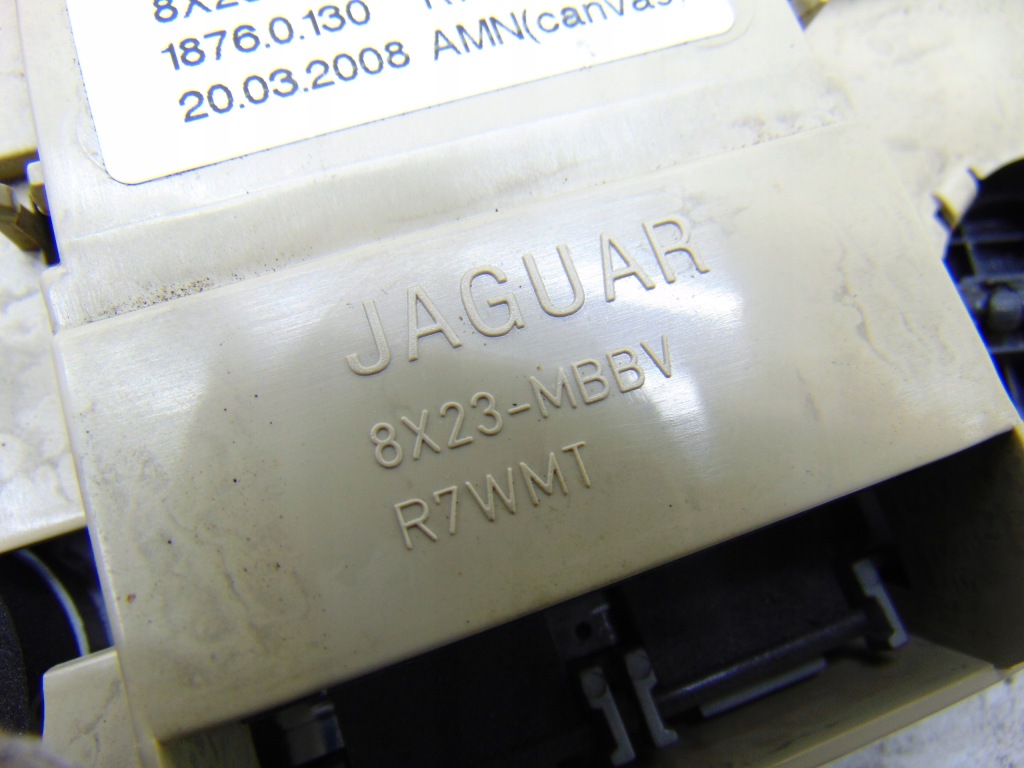 1876.0.130
20.03.2008 AMN(canvas)
JAGUAR
8X23-MBBV
R7WMT